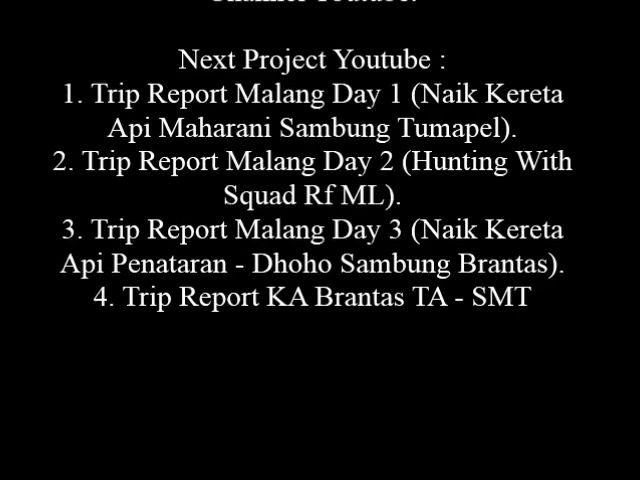 Channel Youtube.
Next Project Youtube :
1. Trip Report Malang Day 1 (Naik Kereta
Api Maharani Sambung Tumapel).
2. Trip Report Malang Day 2 (Hunting With
Squad Rf ML).
3. Trip Report Malang Day 3 (Naik Kereta
Api Penataran - Dhoho Sambung Brantas).
4. Trip Report KA Brantas TA - SMT